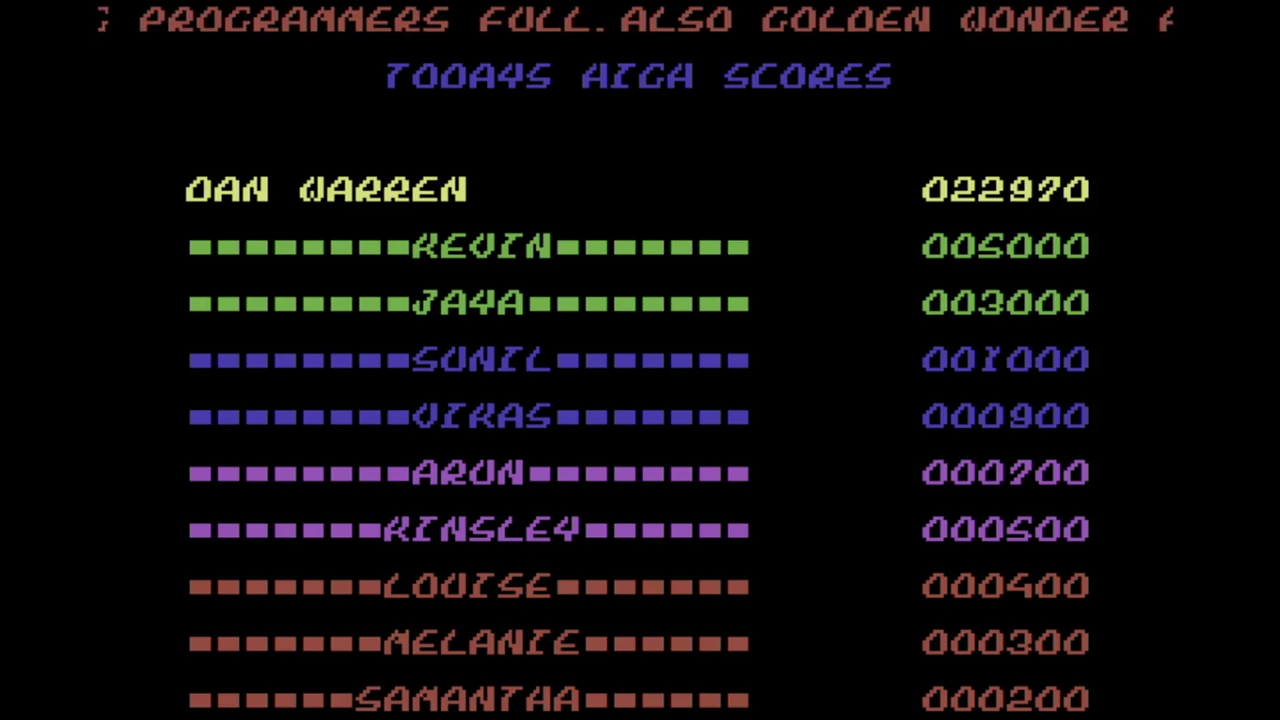 G PROGRAMMERS FULL. ALSO GOLDEN WONDER
TODAYS HIGH SCORES
DAN WARREN 022970
KEVIN 005000
JAYA 003000
SUNIL 001000
VIKAS 000900
ARUN 000700
KINSLEY 000500
LOUISE 000400
MELANIE 000300
SAMANTHA 000200